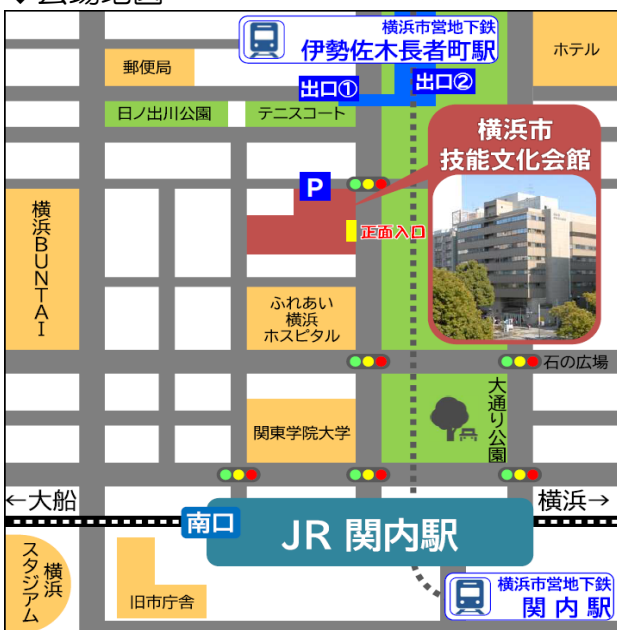 会場地図
横浜市営地下鉄
伊勢佐木長者町駅
ホテル
郵便局
出口①
出口②
日ノ出川公園
テニスコート
横浜市
技能文化会館
P
正面入口
横浜BUNTAI
ふれあい
横浜
ホスピタル
石の広場
大通り公園
関東学院大学
←大船
横浜→
南口
JR 関内駅
横浜
スタジアム
旧市庁舎
横浜市営地下鉄
関内駅